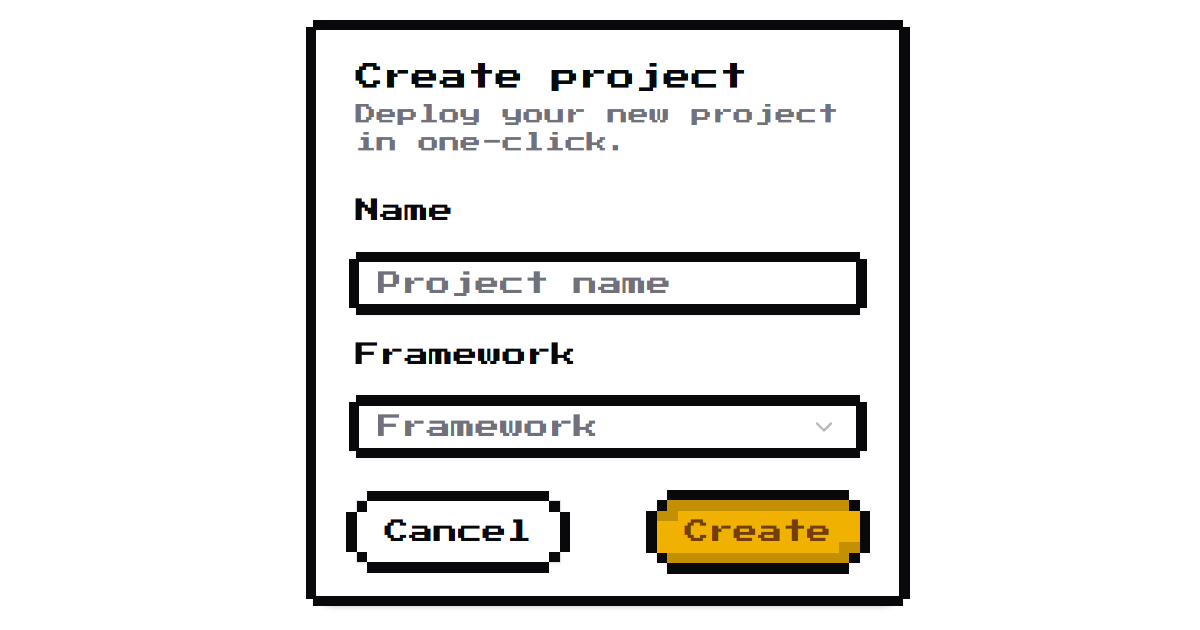 Create project
Deploy your new project
in one-click.
Name
Project name
Framework
Framework
Cancel
Create